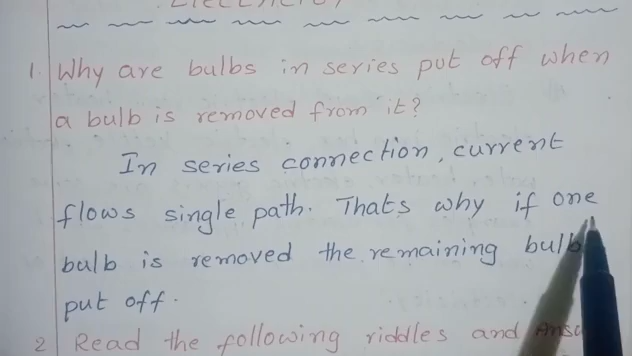 ELECTRICITY
1. Why are bulbs in series put off when
a bulb is removed from it?
In series connection, current
flows single path. Thats why if one
bulb is removed the remaining bulb
put off.
2 Read the following riddles and